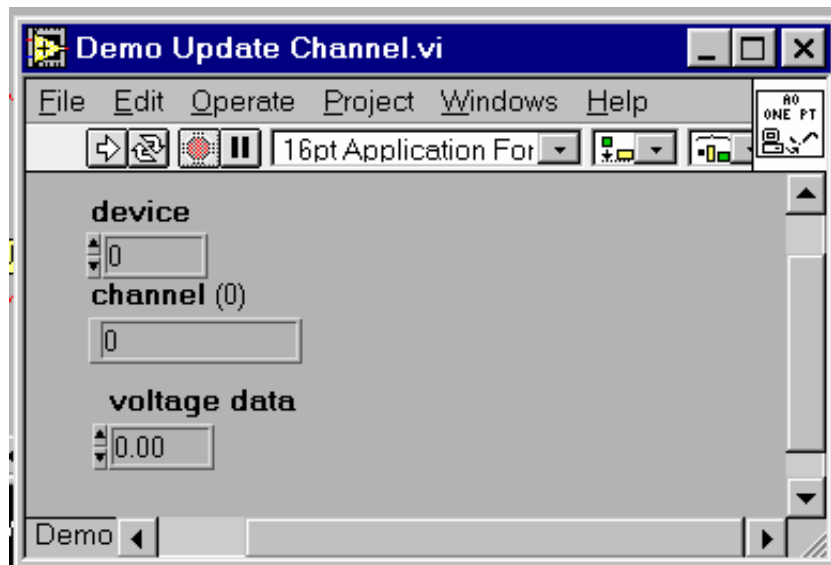 Demo Update Channel.vi
File Edit Operate Project Windows Help
AO
ONE PT
16pt Application For
device
0
channel (0)
0
voltage data
0.00
Demo